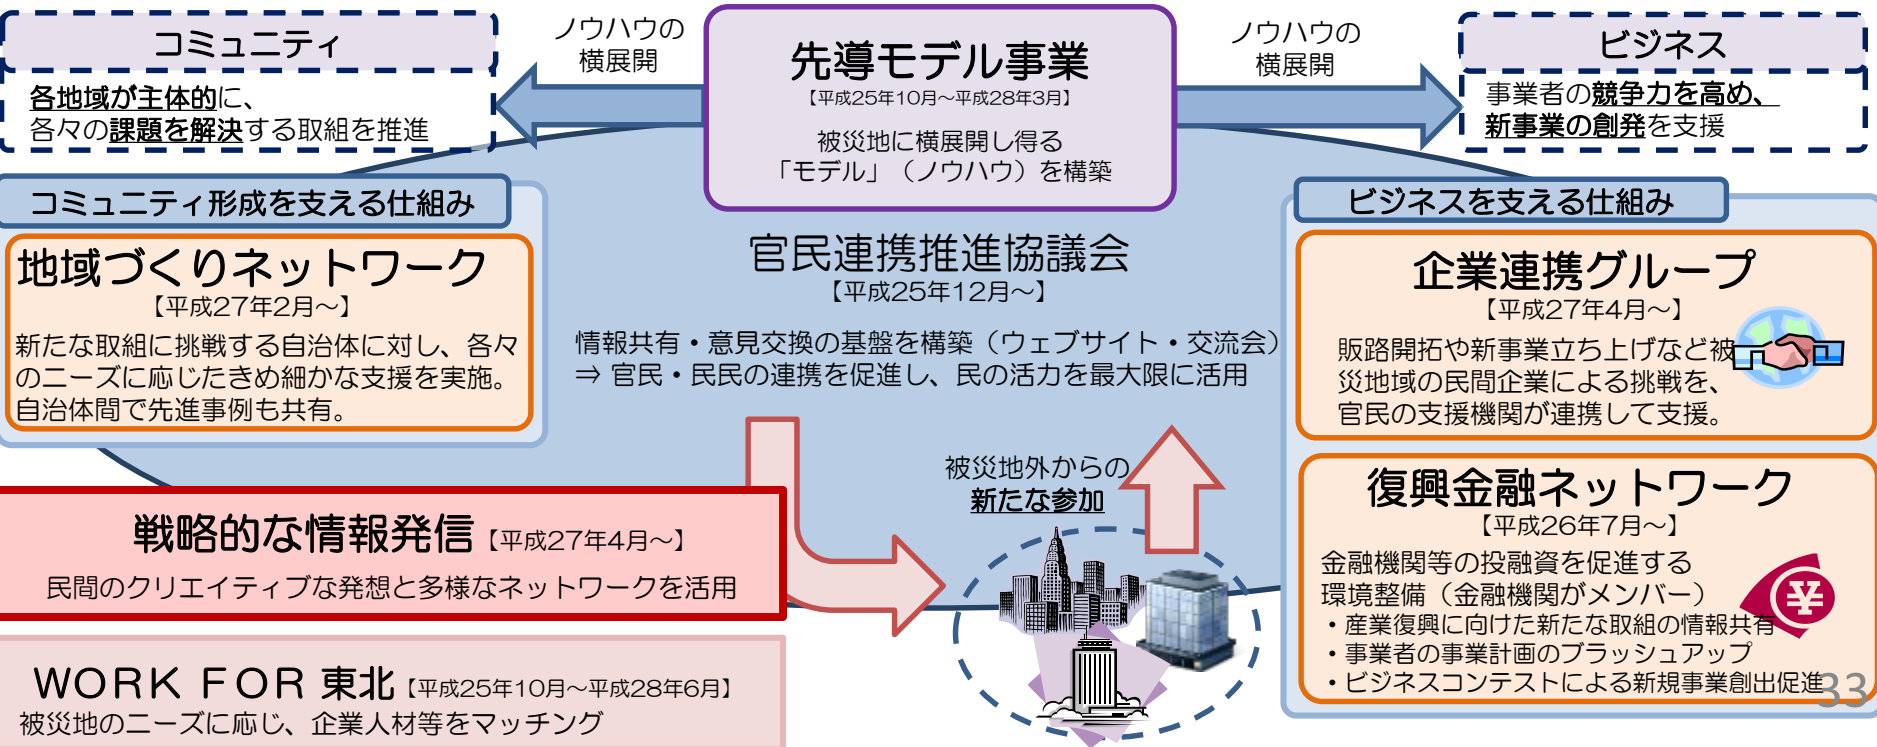 コミュニティ
各地域が主体的に、
各々の課題を解決する取組を推進
ノウハウの
横展開
先導モデル事業
【平成25年10月～平成28年3月】
被災地に横展開し得る
「モデル」（ノウハウ）を構築
ノウハウの
横展開
ビジネス
事業者の競争力を高め、
新事業の創発を支援
コミュニティ形成を支える仕組み
地域づくりネットワーク
【平成27年2月～】
新たな取組に挑戦する自治体に対し、各々
のニーズに応じたきめ細かな支援を実施。
自治体間で先進事例も共有。
官民連携推進協議会
【平成25年12月～】
情報共有・意見交換の基盤を構築（ウェブサイト・交流会）
⇒ 官民・民民の連携を促進し、民の活力を最大限に活用
ビジネスを支える仕組み
企業連携グループ
【平成27年4月～】
販路開拓や新事業立ち上げなど被
災地域の民間企業による挑戦を、
官民の支援機関が連携して支援。
復興金融ネットワーク
【平成26年7月～】
金融機関等の投融資を促進する
環境整備（金融機関がメンバー）
・産業復興に向けた新たな取組の情報共有
・事業者の事業計画のブラッシュアップ
・ビジネスコンテストによる新規事業創出促進
¥
被災地外からの
新たな参加
戦略的な情報発信【平成27年4月～】
民間のクリエイティブな発想と多様なネットワークを活用
ＷＯＲＫ ＦＯＲ 東北【平成25年10月～平成28年6月】
被災地のニーズに応じ、企業人材等をマッチング
33